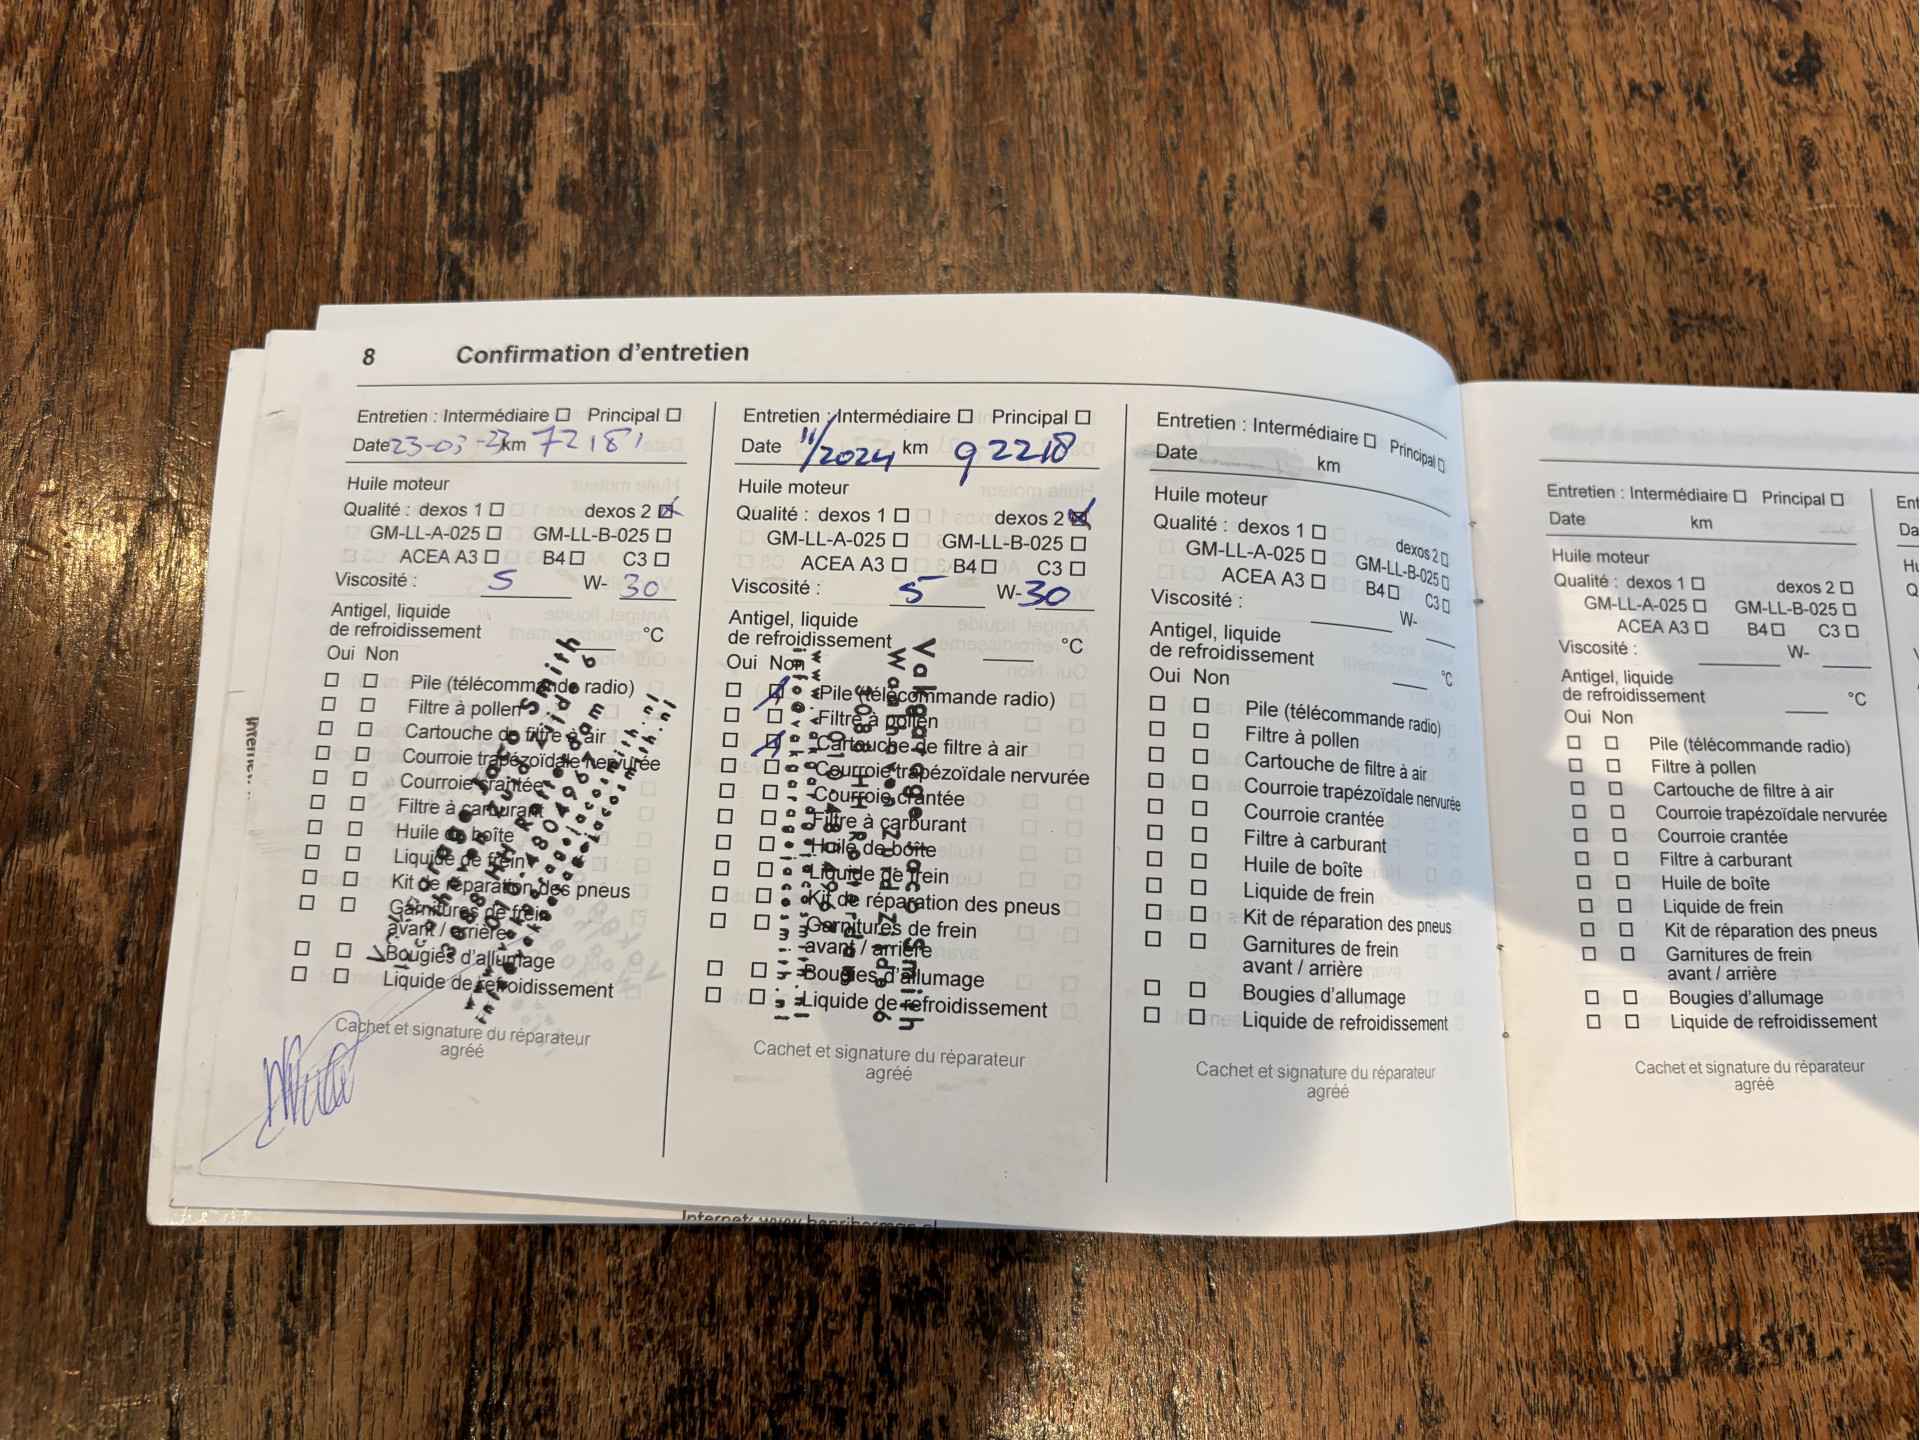 8 Confirmation d'entretien
Entretien : Intermédiaire ☐ Principal ☐
Date 23-03-23 km 72181
Huile moteur
Qualité : dexos 1 ☐ dexos 2 ☒
GM-LL-A-025 ☐ GM-LL-B-025 ☐
ACEA A3 ☐ B4 ☐ C3 ☐
Viscosité : 5 W- 30
Antigel, liquide
de refroidissement °C
Oui Non
☐ ☐ Pile (télécommande radio)
☐ ☐ Filtre à pollen
☐ ☐ Cartouche de filtre à air
☐ ☐ Courroie trapézoïdale nervurée
☐ ☐ Courroie crantée
☐ ☐ Filtre à carburant
☐ ☐ Huile de boîte
☐ ☐ Liquide de frein
☐ ☐ Kit de réparation des pneus
☐ ☐ Garnitures de frein
avant / arrière
☐ ☐ Bougies d'allumage
☐ ☐ Liquide de refroidissement
Cachet et signature du réparateur
agréé
Entretien : Intermédiaire ☐ Principal ☐
Date 11/2024 km 92218
Huile moteur
Qualité : dexos 1 ☐ dexos 2 ☒
GM-LL-A-025 ☐ GM-LL-B-025 ☐
ACEA A3 ☐ B4 ☐ C3 ☐
Viscosité : 5 W- 30
Antigel, liquide
de refroidissement °C
Oui Non
☐ ☒ Pile (télécommande radio)
☐ ☐ Filtre à pollen
☐ ☒ Cartouche de filtre à air
☐ ☐ Courroie trapézoïdale nervurée
☐ ☐ Courroie crantée
☐ ☐ Filtre à carburant
☐ ☐ Huile de boîte
☐ ☐ Liquide de frein
☐ ☐ Kit de réparation des pneus
☐ ☐ Garnitures de frein
avant / arrière
☐ ☐ Bougies d'allumage
☐ ☐ Liquide de refroidissement
Vakgarage Jaco Smith
Waalhaven Zuid Zijde 6
3088 HH Rotterdam
Cachet et signature du réparateur
agréé
Entretien : Intermédiaire ☐ Principal ☐
Date km
Huile moteur
Qualité : dexos 1 ☐ dexos 2 ☐
GM-LL-A-025 ☐ GM-LL-B-025 ☐
ACEA A3 ☐ B4 ☐ C3 ☐
Viscosité : W-
Antigel, liquide
de refroidissement °C
Oui Non
☐ ☐ Pile (télécommande radio)
☐ ☐ Filtre à pollen
☐ ☐ Cartouche de filtre à air
☐ ☐ Courroie trapézoïdale nervurée
☐ ☐ Courroie crantée
☐ ☐ Filtre à carburant
☐ ☐ Huile de boîte
☐ ☐ Liquide de frein
☐ ☐ Kit de réparation des pneus
☐ ☐ Garnitures de frein
avant / arrière
☐ ☐ Bougies d'allumage
☐ ☐ Liquide de refroidissement
Cachet et signature du réparateur
agréé
Entretien : Intermédiaire ☐ Principal ☐
Date km
Huile moteur
Qualité : dexos 1 ☐ dexos 2 ☐
GM-LL-A-025 ☐ GM-LL-B-025 ☐
ACEA A3 ☐ B4 ☐ C3 ☐
Viscosité : W-
Antigel, liquide
de refroidissement °C
Oui Non
☐ ☐ Pile (télécommande radio)
☐ ☐ Filtre à pollen
☐ ☐ Cartouche de filtre à air
☐ ☐ Courroie trapézoïdale nervurée
☐ ☐ Courroie crantée
☐ ☐ Filtre à carburant
☐ ☐ Huile de boîte
☐ ☐ Liquide de frein
☐ ☐ Kit de réparation des pneus
☐ ☐ Garnitures de frein
avant / arrière
☐ ☐ Bougies d'allumage
☐ ☐ Liquide de refroidissement
Cachet et signature du réparateur
agréé